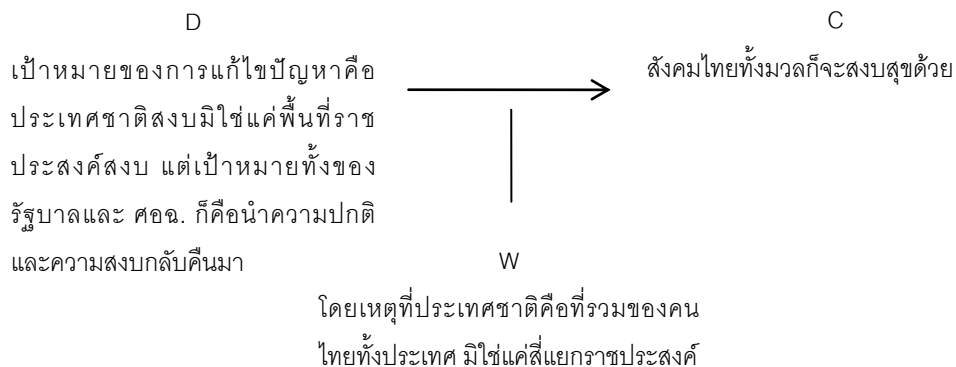 D
เป้าหมายของการแก้ไขปัญหาคือ
ประเทศชาติสงบมิใช่แค่พื้นที่ราช
ประสงค์สงบ แต่เป้าหมายทั้งของ
รัฐบาลและ ศอฉ. ก็คือนำความปกติ
และความสงบกลับคืนมา
C
สังคมไทยทั้งมวลก็จะสงบสุขด้วย
W
โดยเหตุที่ประเทศชาติคือที่รวมของคน
ไทยทั้งประเทศ มิใช่แค่สี่แยกราชประสงค์